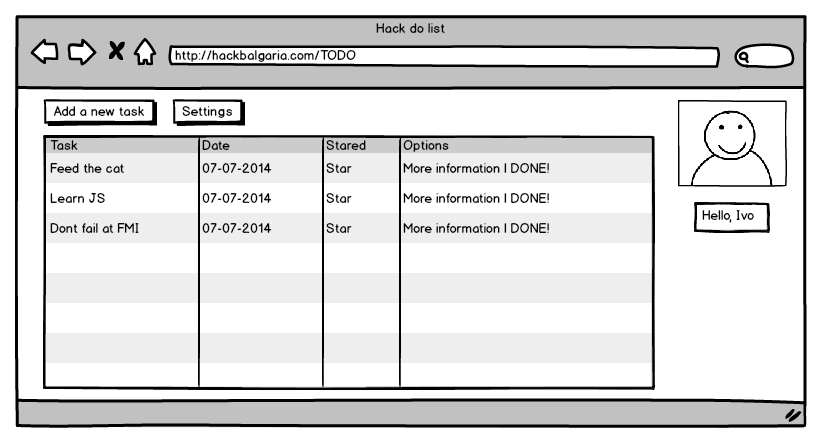 Hack do list
http://hackbalgaria.com/TODO
Add a new task Settings
Task Date Stared Options
Feed the cat 07-07-2014 Star More information | DONE!
Learn JS 07-07-2014 Star More information | DONE!
Dont fail at FMI 07-07-2014 Star More information | DONE!
Hello, Ivo